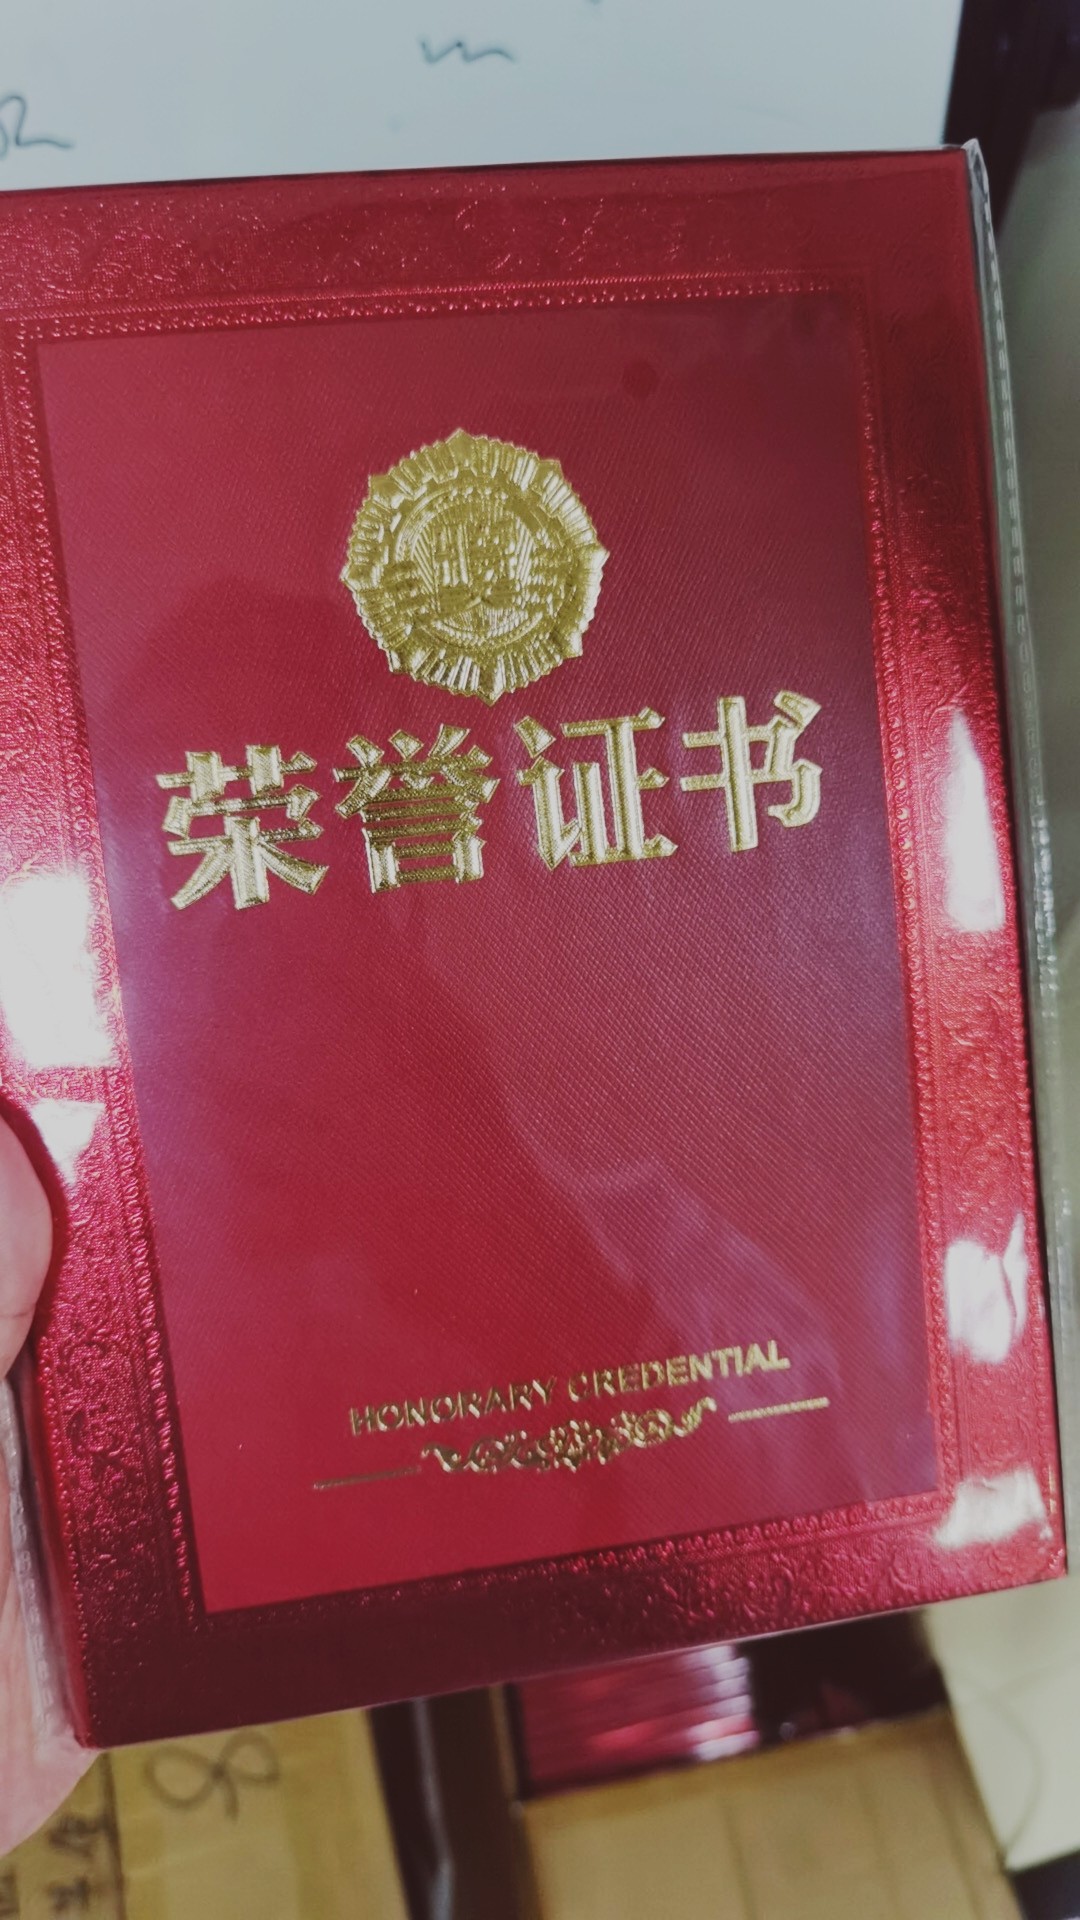 荣誉证书
HONORARY CREDENTIAL